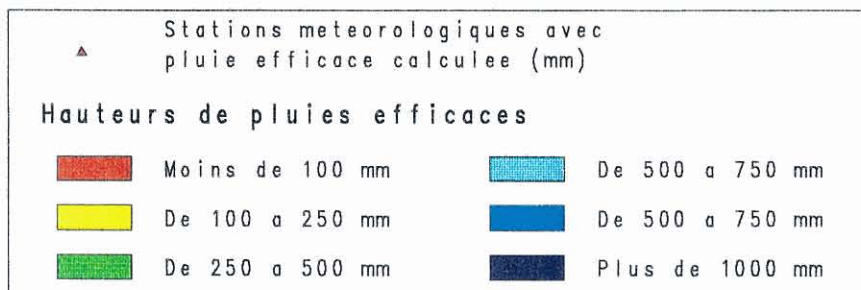 Stations meteorologiques avec
pluie efficace calculee (mm)
Hauteurs de pluies efficaces
Moins de 100 mm
De 100 a 250 mm
De 250 a 500 mm
De 500 a 750 mm
De 500 a 750 mm
Plus de 1000 mm